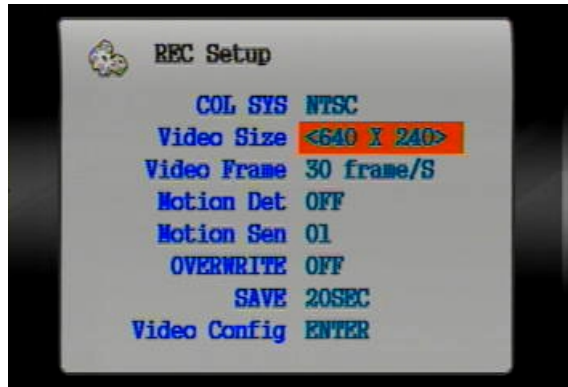 REC Setup
COL SYS NTSC
Video Size <640 X 240>
Video Frame 30 frame/S
Motion Det OFF
Motion Sen 01
OVERWRITE OFF
SAVE 20SEC
Video Config ENTER